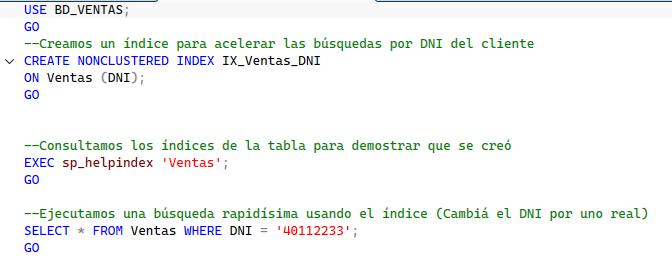 USE BD_VENTAS;
GO
--Creamos un índice para acelerar las búsquedas por DNI del cliente
CREATE NONCLUSTERED INDEX IX_Ventas_DNI
ON Ventas (DNI);
GO
--Consultamos los índices de la tabla para demostrar que se creó
EXEC sp_helpindex 'Ventas';
GO
--Ejecutamos una búsqueda rapidísima usando el índice (Cambiá el DNI por uno real)
SELECT * FROM Ventas WHERE DNI = '40112233';
GO